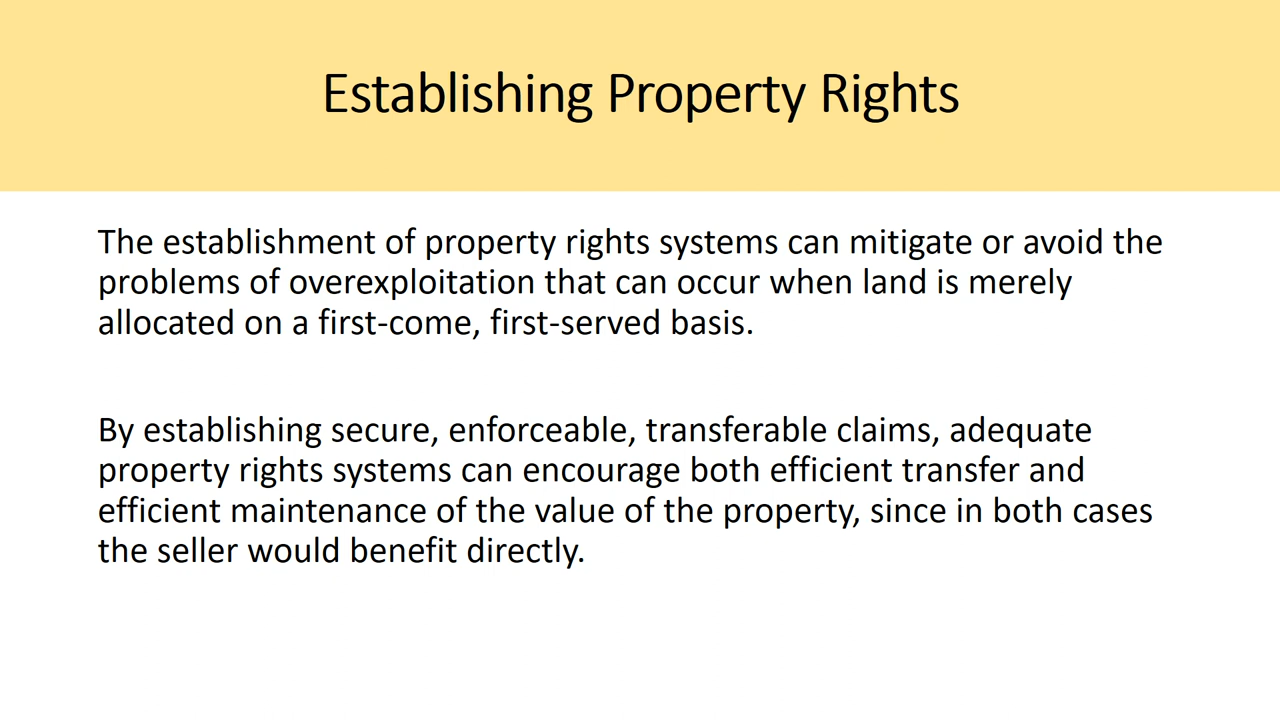 Establishing Property Rights
The establishment of property rights systems can mitigate or avoid the
problems of overexploitation that can occur when land is merely
allocated on a first-come, first-served basis.
By establishing secure, enforceable, transferable claims, adequate
property rights systems can encourage both efficient transfer and
efficient maintenance of the value of the property, since in both cases
the seller would benefit directly.